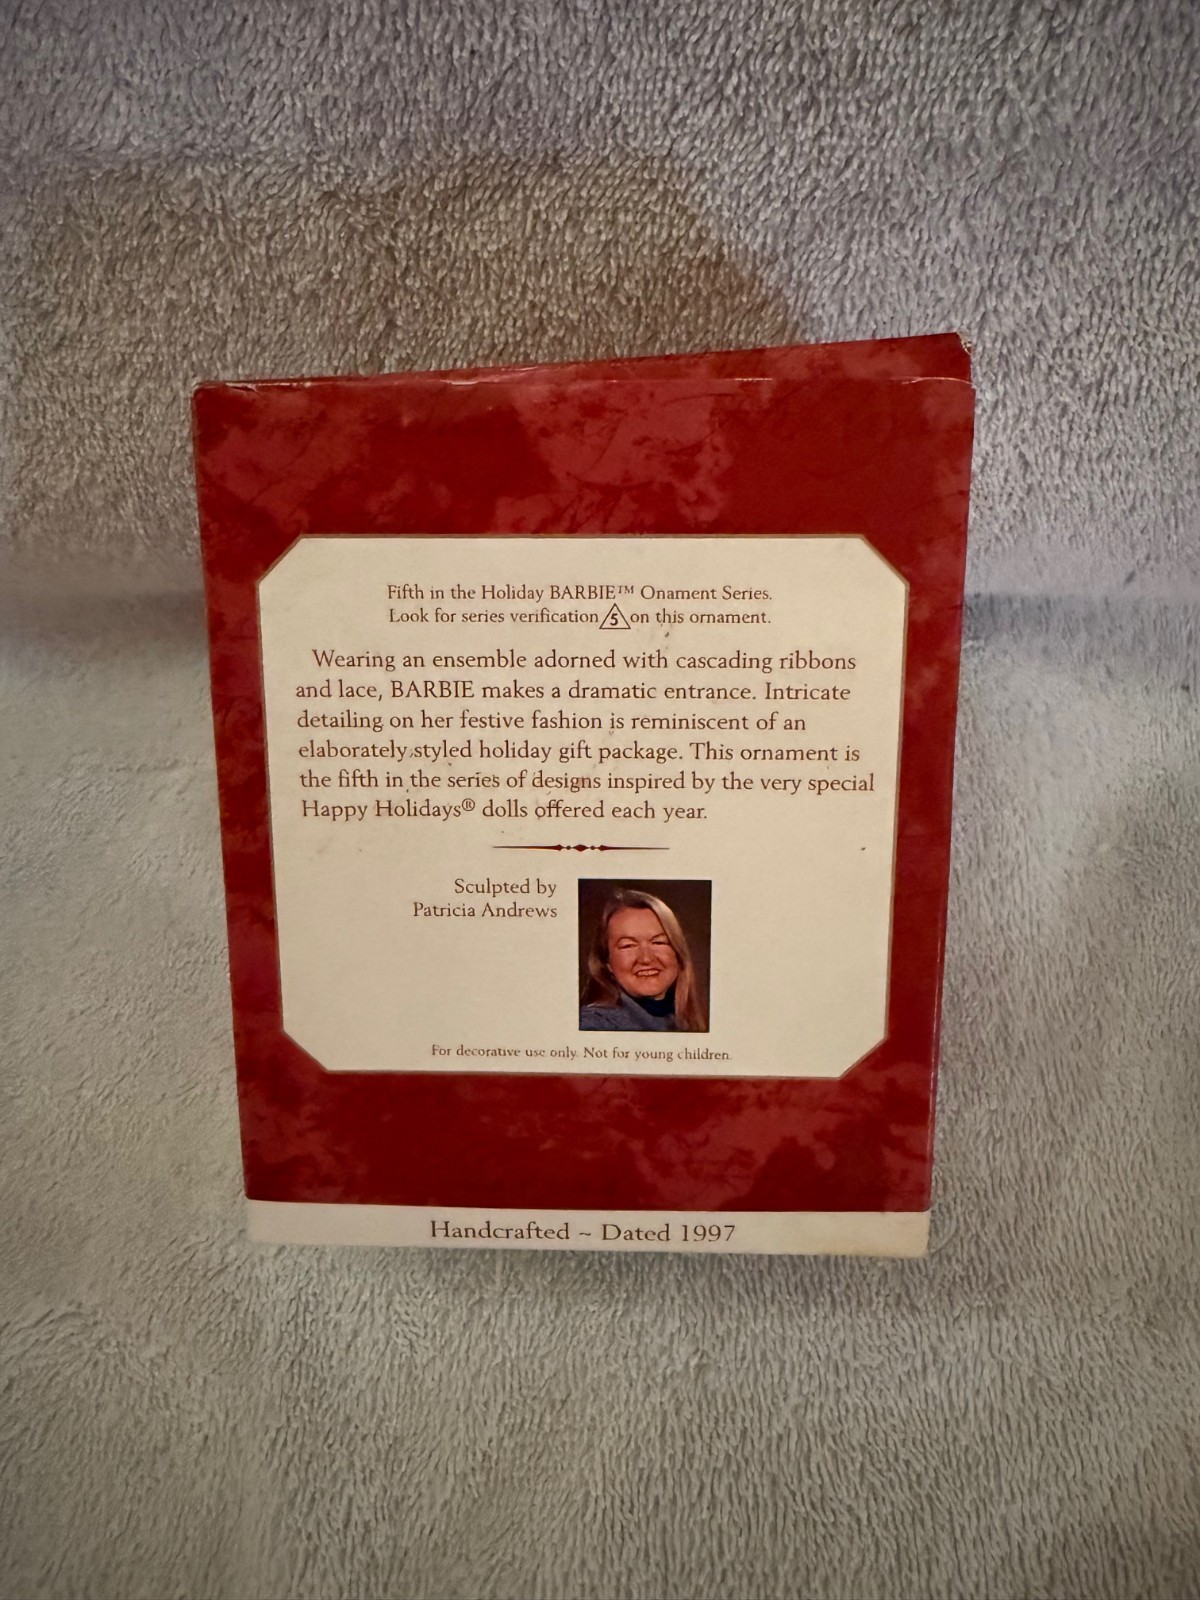 Fifth in the Holiday BARBIE™ Onament Series.
Look for series verification 5 on this ornament.
Wearing an ensemble adorned with cascading ribbons
and lace, BARBIE makes a dramatic entrance. Intricate
detailing on her festive fashion is reminiscent of an
elaborately styled holiday gift package. This ornament is
the fifth in the series of designs inspired by the very special
Happy Holidays® dolls offered each year.
Sculpted by
Patricia Andrews
For decorative use only. Not for young children.
Handcrafted ~ Dated 1997